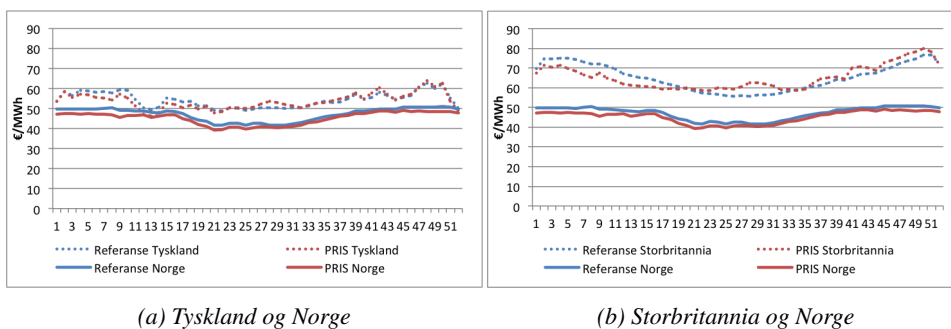 90
80
70
60
50
40
30
20
10
0
€/MWh
1 3 5 7 9 11 13 15 17 19 21 23 25 27 29 31 33 35 37 39 41 43 45 47 49 51
Referanse Tyskland
PRIS Tyskland
Referanse Norge
PRIS Norge
(a) Tyskland og Norge
90
80
70
60
50
40
30
20
10
0
€/MWh
1 3 5 7 9 11 13 15 17 19 21 23 25 27 29 31 33 35 37 39 41 43 45 47 49 51
Referanse Storbritannia
PRIS Storbritannia
Referanse Norge
PRIS Norge
(b) Storbritannia og Norge